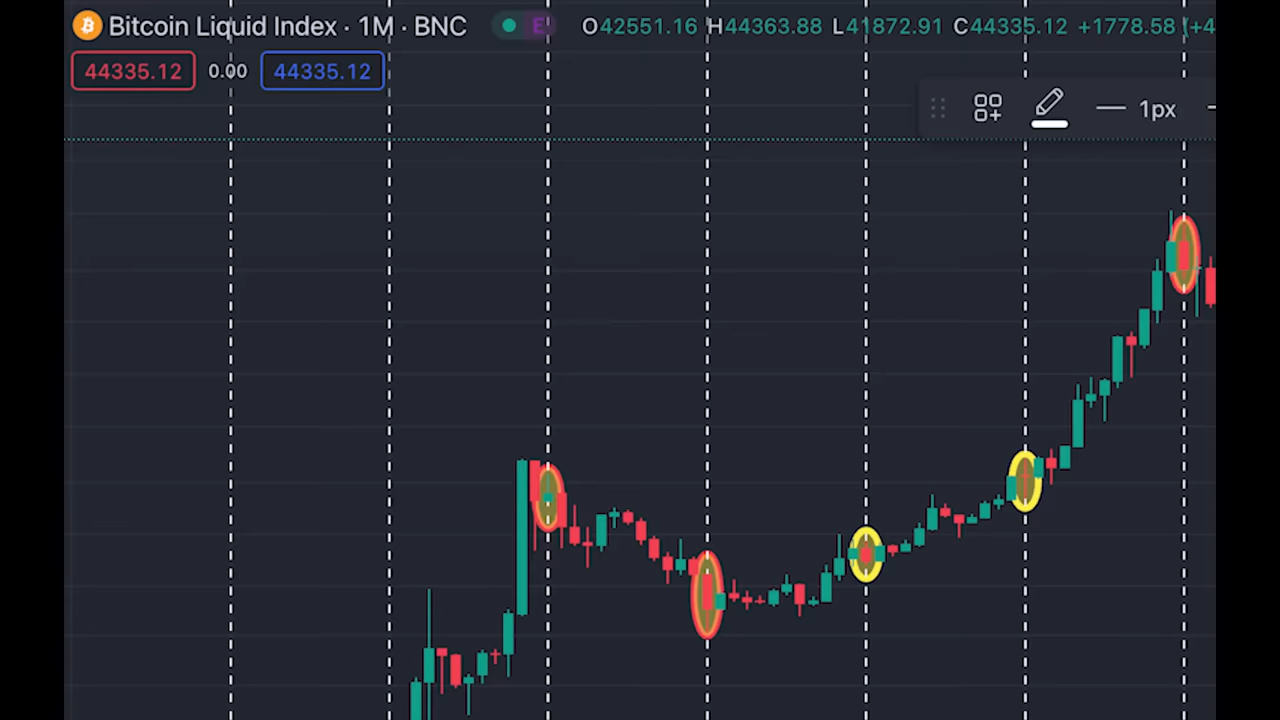 Bitcoin Liquid Index · 1M · BNC E O42551.16 H44363.88 L41872.91 C44335.12 +1778.58 (+4
44335.12 0.00 44335.12
1px